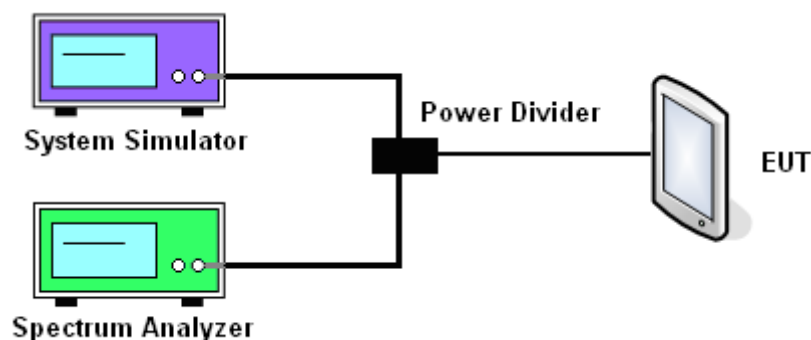 System Simulator
Power Divider
EUT
Spectrum Analyzer